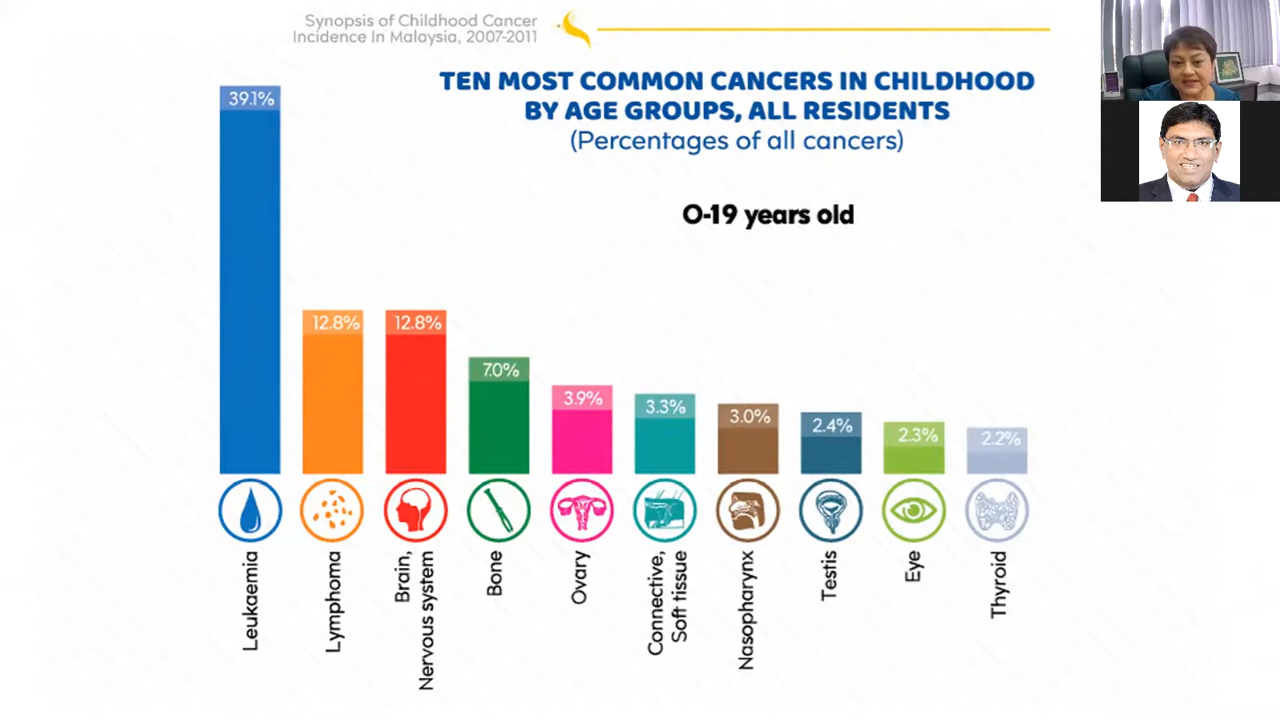 Synopsis of Childhood Cancer
Incidence In Malaysia, 2007-2011
TEN MOST COMMON CANCERS IN CHILDHOOD
BY AGE GROUPS, ALL RESIDENTS
(Percentages of all cancers)
0-19 years old
39.1%
12.8%
12.8%
7.0%
3.9%
3.3%
3.0%
2.4%
2.3%
2.2%
Leukaemia
Lymphoma
Brain,
Nervous system
Bone
Ovary
Connective,
Soft tissue
Nasopharynx
Testis
Eye
Thyroid